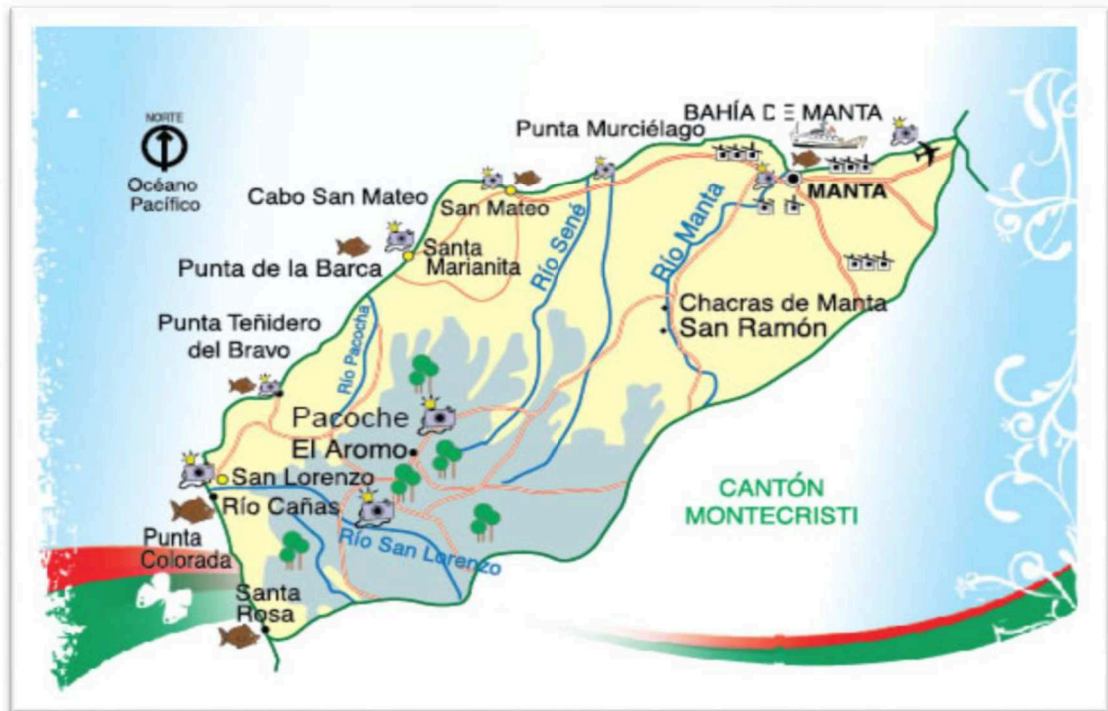 NORTE
Océano
Pacífico
BAHÍA DE MANTA
Punta Murciélago
Cabo San Mateo
San Mateo
MANTA
Santa
Marianita
Punta de la Barca
Río Sené
Río Manta
Chacras de Manta
San Ramón
Punta Teñidero
del Bravo
Río Pacocha
Pacoche
El Aromo
San Lorenzo
Río Cañas
CANTÓN
MONTECRISTI
Punta
Colorada
Río San Lorenzo
Santa
Rosa